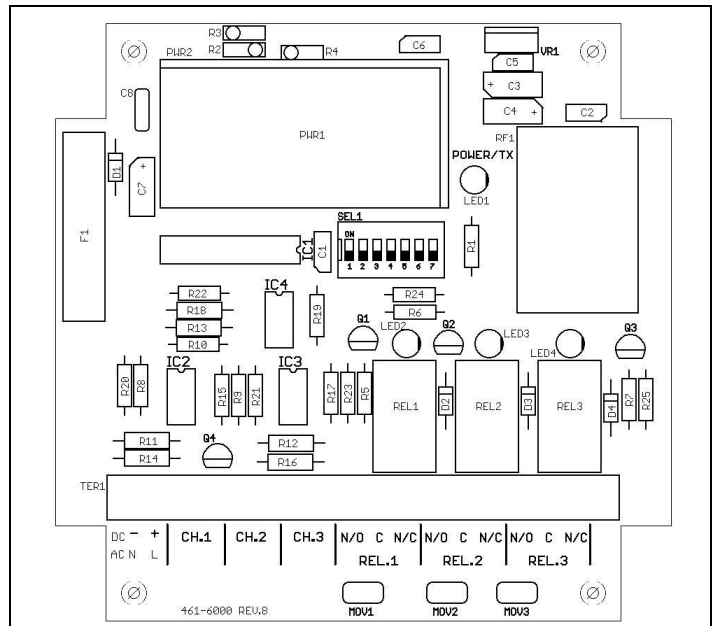 R3
R2
PWR2
R4
C6
VR1
C5
+ C3
C4 +
C2
C8
PWR1
RF1
POWER/TX
LED1
D1
+
C7
F1
SEL1
ON
1 2 3 4 5 6 7
IC1
C1
R1
R22
R18
R13
R10
IC4
R19
R24
R6
Q1
LED2
Q2
LED3
LED4
Q3
IC2
IC3
R20
R8
R15
R9
R21
R17
R23
R5
REL1
D2
REL2
D3
REL3
D4
R7
R25
R11
R14
Q4
R12
R16
TER1
DC - + CH.1 CH.2 CH.3 N/O C N/C N/O C N/C N/O C N/C
AC N L REL.1 REL.2 REL.3
461-6000 REV.8
MOV1 MOV2 MOV3